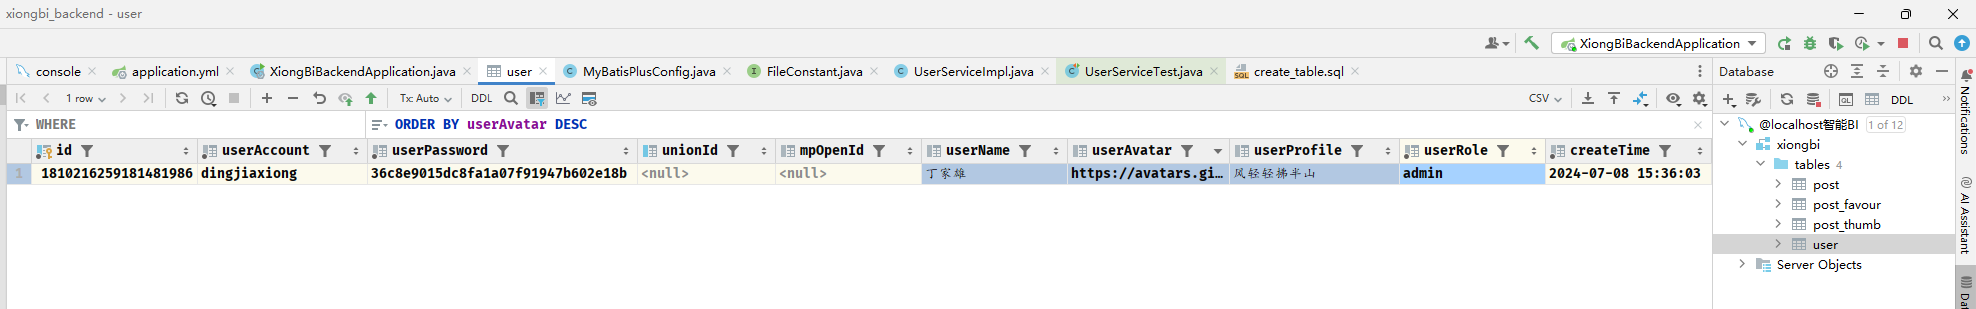 xiongbi_backend - user
XiongBiBackendApplication
console application.yml XiongBiBackendApplication.java user MyBatisPlusConfig.java FileConstant.java UserServiceImpl.java UserServiceTest.java create_table.sql Database
1 row Tx: Auto DDL CSV DDL
WHERE ORDER BY userAvatar DESC
id userAccount userPassword unionId mpOpenId userName userAvatar userProfile userRole createTime
1 1810216259181481986 dingjiaxiong 36c8e9015dc8fa1a07f91947b602e18b <null> <null> 丁家雄 https://avatars.gi… 风轻轻拂半山 admin 2024-07-08 15:36:03
@localhost智能BI 1 of 12
xiongbi
tables 4
post
post_favour
post_thumb
user
Server Objects
Notifications
AI Assistant